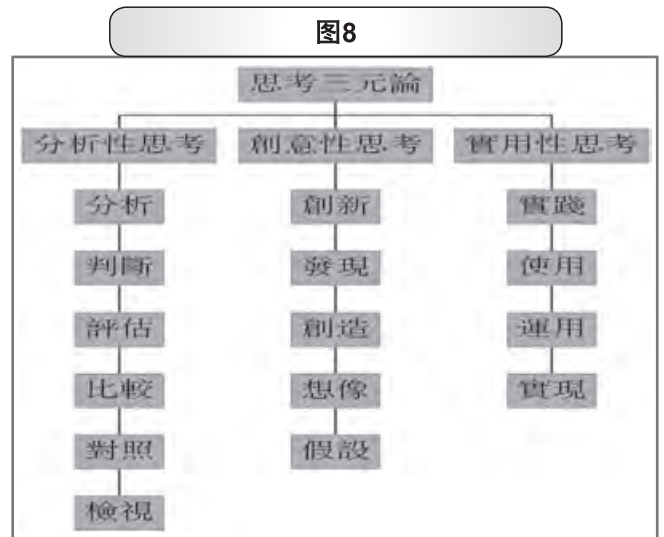 图8
思考三元論
分析性思考 創意性思考 實用性思考
分析 創新 實踐
判斷 發現 使用
評估 創造 運用
比較 想像 實現
對照 假設
檢視